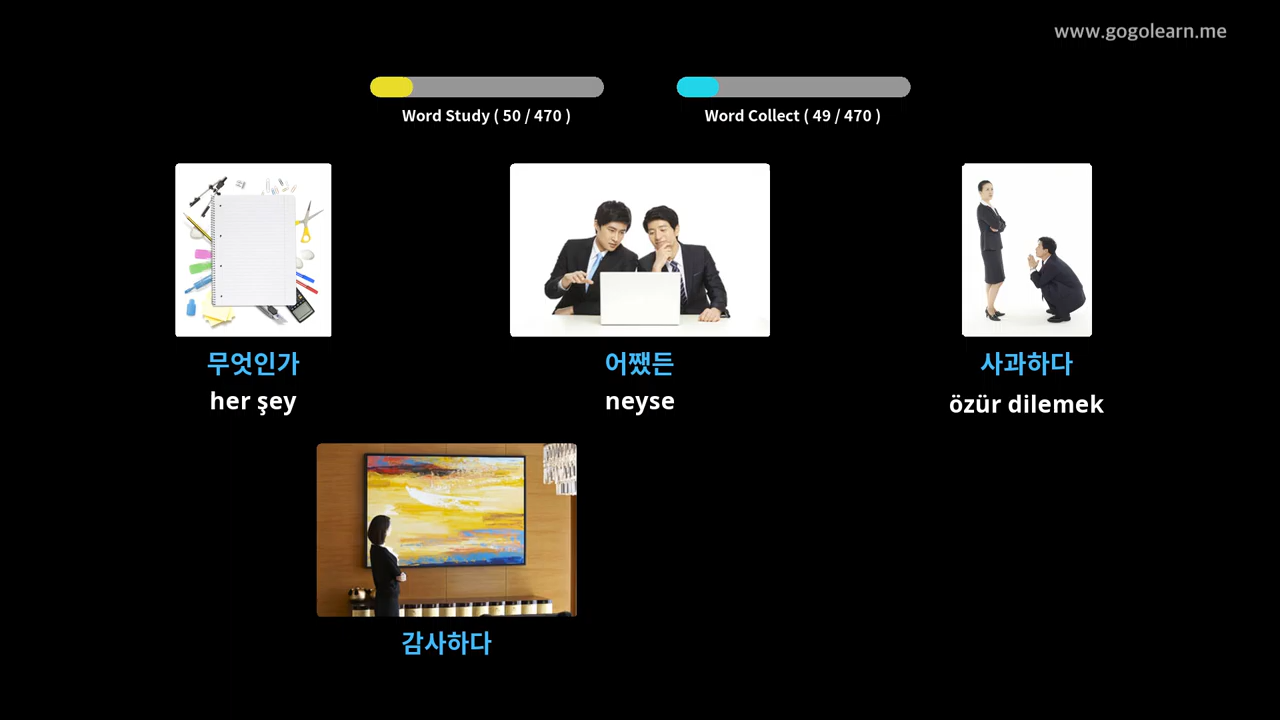 www.gogolearn.me
Word Study ( 50 / 470 )
Word Collect ( 49 / 470 )
무엇인가
her şey
어쨌든
neyse
사과하다
özür dilemek
감사하다